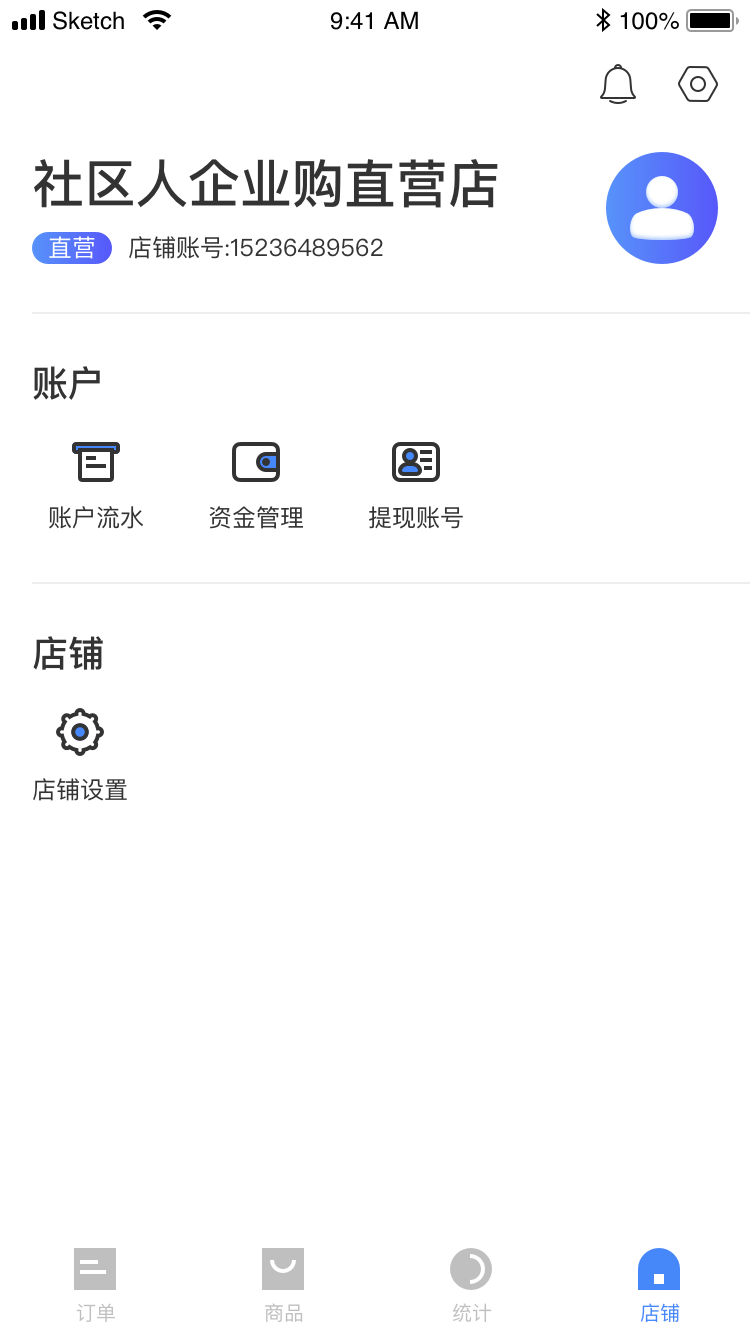 Sketch 9:41 AM 100%
社区人企业购直营店
直营 店铺账号:15236489562
账户
账户流水 资金管理 提现账号
店铺
店铺设置
订单 商品 统计 店铺